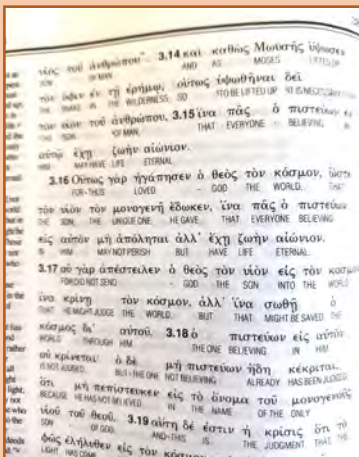 υἱὸς τοῦ ἀνθρώπου. 3.14 καὶ καθὼς Μωυσῆς ὕψωσεν
SON OF MAN. AND AS MOSES LIFTED UP
τὸν ὄφιν ἐν τῇ ἐρήμῳ, οὕτως ὑψωθῆναι δεῖ
THE SNAKE IN THE WILDERNESS SO TO BE LIFTED UP IT IS NECESSARY
τὸν υἱὸν τοῦ ἀνθρώπου, 3.15 ἵνα πᾶς ὁ πιστεύων
THE SON OF MAN, THAT EVERYONE - BELIEVING
αὐτῷ ἔχῃ ζωὴν αἰώνιον.
HIM MAY HAVE LIFE ETERNAL.
3.16 Οὕτως γὰρ ἠγάπησεν ὁ θεὸς τὸν κόσμον, ὥστε
FOR-THUS LOVED - GOD THE WORLD, THAT
τὸν υἱὸν τὸν μονογενῆ ἔδωκεν, ἵνα πᾶς ὁ πιστεύων
THE SON, THE UNIQUE ONE, HE GAVE, THAT EVERYONE BELIEVING
εἰς αὐτὸν μὴ ἀπόληται ἀλλ᾽ ἔχῃ ζωὴν αἰώνιον.
IN HIM MAY NOT PERISH BUT HAVE LIFE ETERNAL.
3.17 οὐ γὰρ ἀπέστειλεν ὁ θεὸς τὸν υἱὸν εἰς τὸν κόσμον
FOR-DID NOT SEND - GOD THE SON INTO THE WORLD
ἵνα κρίνῃ τὸν κόσμον, ἀλλ᾽ ἵνα σωθῇ ὁ
THAT HE MIGHT JUDGE THE WORLD, BUT THAT MIGHT BE SAVED THE
κόσμος δι᾽ αὐτοῦ. 3.18 ὁ πιστεύων εἰς αὐτὸν
WORLD THROUGH HIM. THE ONE BELIEVING IN HIM
οὐ κρίνεται· ὁ δὲ μὴ πιστεύων ἤδη κέκριται,
IS NOT JUDGED. BUT-THE ONE NOT BELIEVING ALREADY HAS BEEN JUDGED,
ὅτι μὴ πεπίστευκεν εἰς τὸ ὄνομα τοῦ μονογενοῦς
BECAUSE HE HAS NOT BELIEVED IN THE NAME OF THE ONLY
υἱοῦ τοῦ θεοῦ. 3.19 αὕτη δέ ἐστιν ἡ κρίσις ὅτι τὸ
SON OF GOD. AND-THIS IS THE JUDGMENT THAT THE
φῶς ἐλήλυθεν εἰς τὸν κόσμον
LIGHT HAS COME